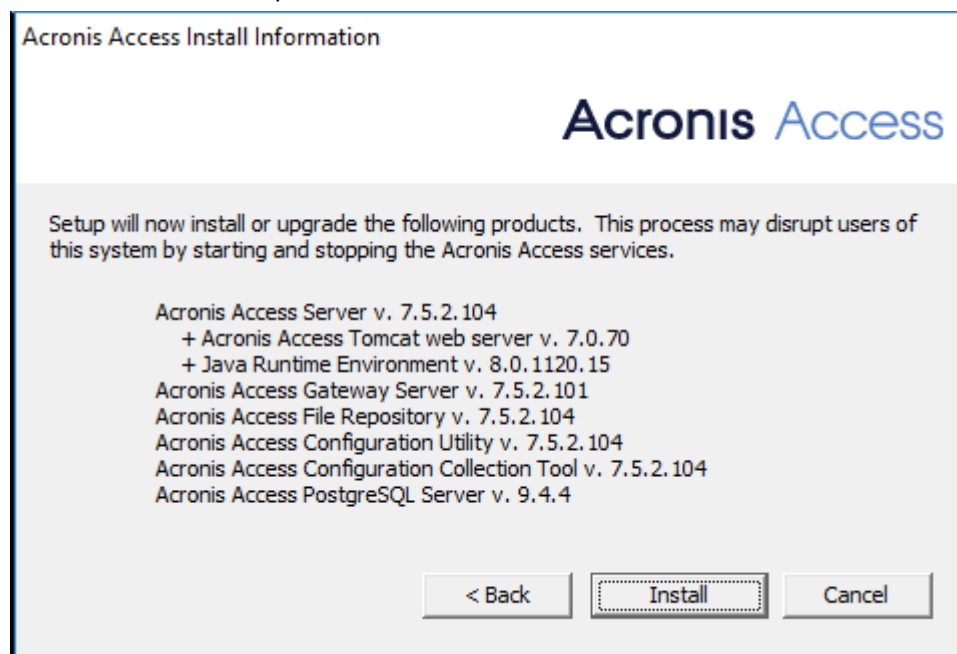 Acronis Access Install Information
Acronis Access
Setup will now install or upgrade the following products.  This process may disrupt users of
this system by starting and stopping the Acronis Access services.
Acronis Access Server v. 7.5.2.104
+ Acronis Access Tomcat web server v. 7.0.70
+ Java Runtime Environment v. 8.0.1120.15
Acronis Access Gateway Server v. 7.5.2.101
Acronis Access File Repository v. 7.5.2.104
Acronis Access Configuration Utility v. 7.5.2.104
Acronis Access Configuration Collection Tool v. 7.5.2.104
Acronis Access PostgreSQL Server v. 9.4.4
< Back
Install
Cancel